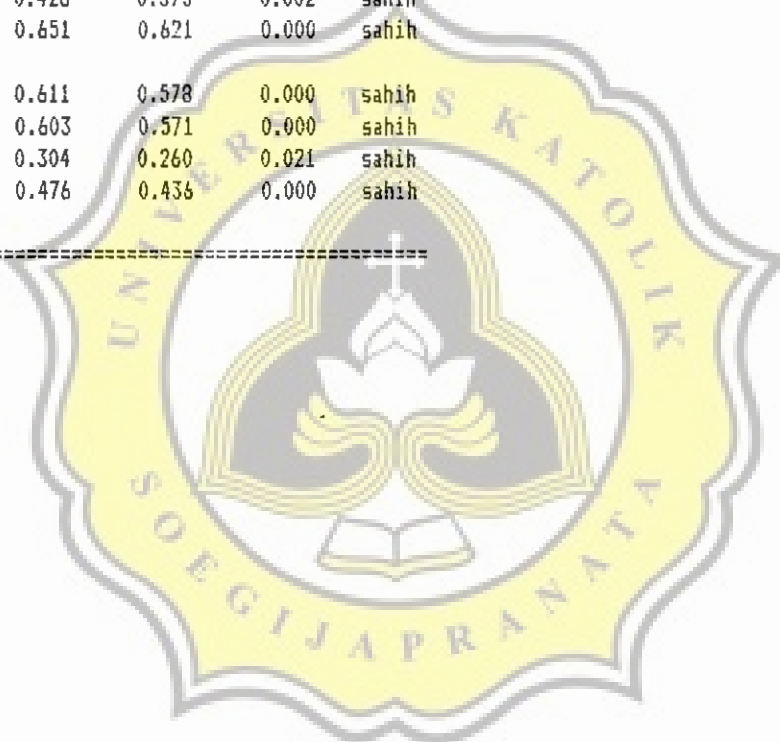 0.651 0.621 0.000 sahih
0.611 0.578 0.000 sahih
0.603 0.571 0.000 sahih
0.304 0.260 0.021 sahih
0.476 0.436 0.000 sahih
UNIVERSITAS KATOLIK
SOEGIJAPRANATA